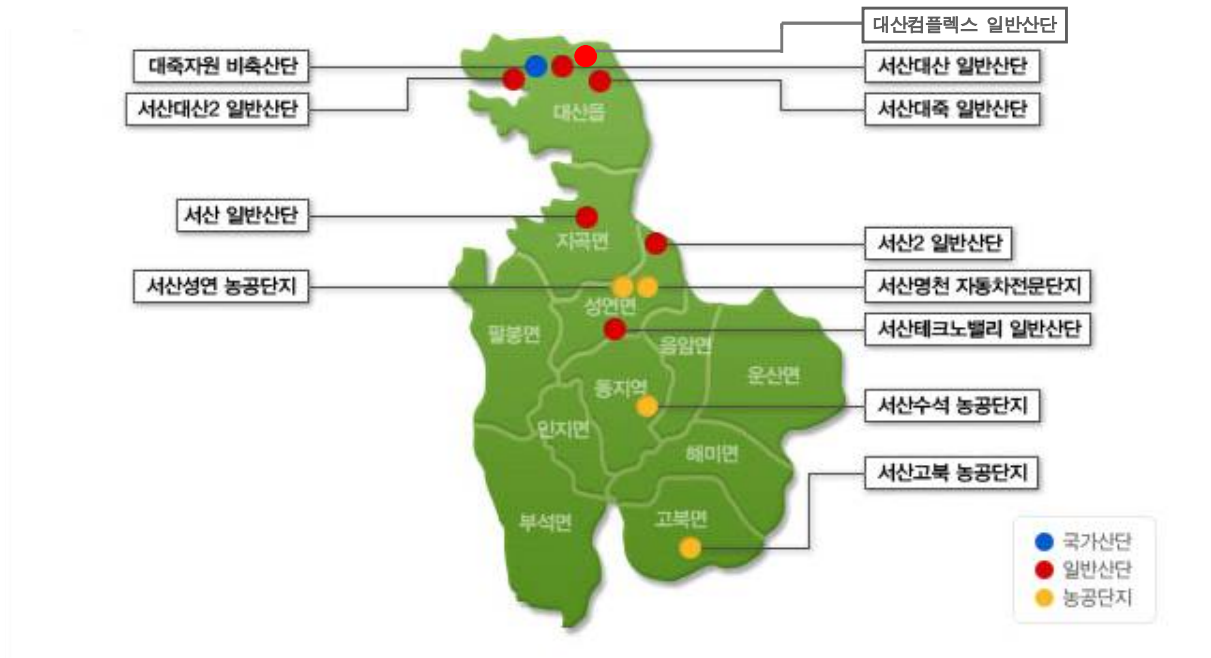 대산컴플렉스 일반산단
대죽자원 비축산단
서산대산 일반산단
서산대산2 일반산단
서산대죽 일반산단
대산읍
서산 일반산단
지곡면
서산2 일반산단
서산성연 농공단지
서산명천 자동차전문단지
성연면
서산테크노밸리 일반산단
팔봉면
음암면
운산면
동지역
서산수석 농공단지
인지면
해미면
서산고북 농공단지
부석면
고북면
국가산단
일반산단
농공단지